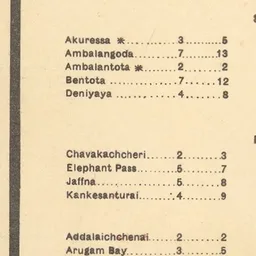 Akuressa *..........3.........5
Ambalangoda.........7........13
Ambalantota *.......2.........2
Bentota ............7........12
Deniyaya ...........4.........8
Chavakachcheri......2.........3
Elephant Pass.......5.........7
Jaffna..............5.........8
Kankesanturai.......4.........9
Addalaichchenai.....2.........2
Arugam Bay..........3.........5